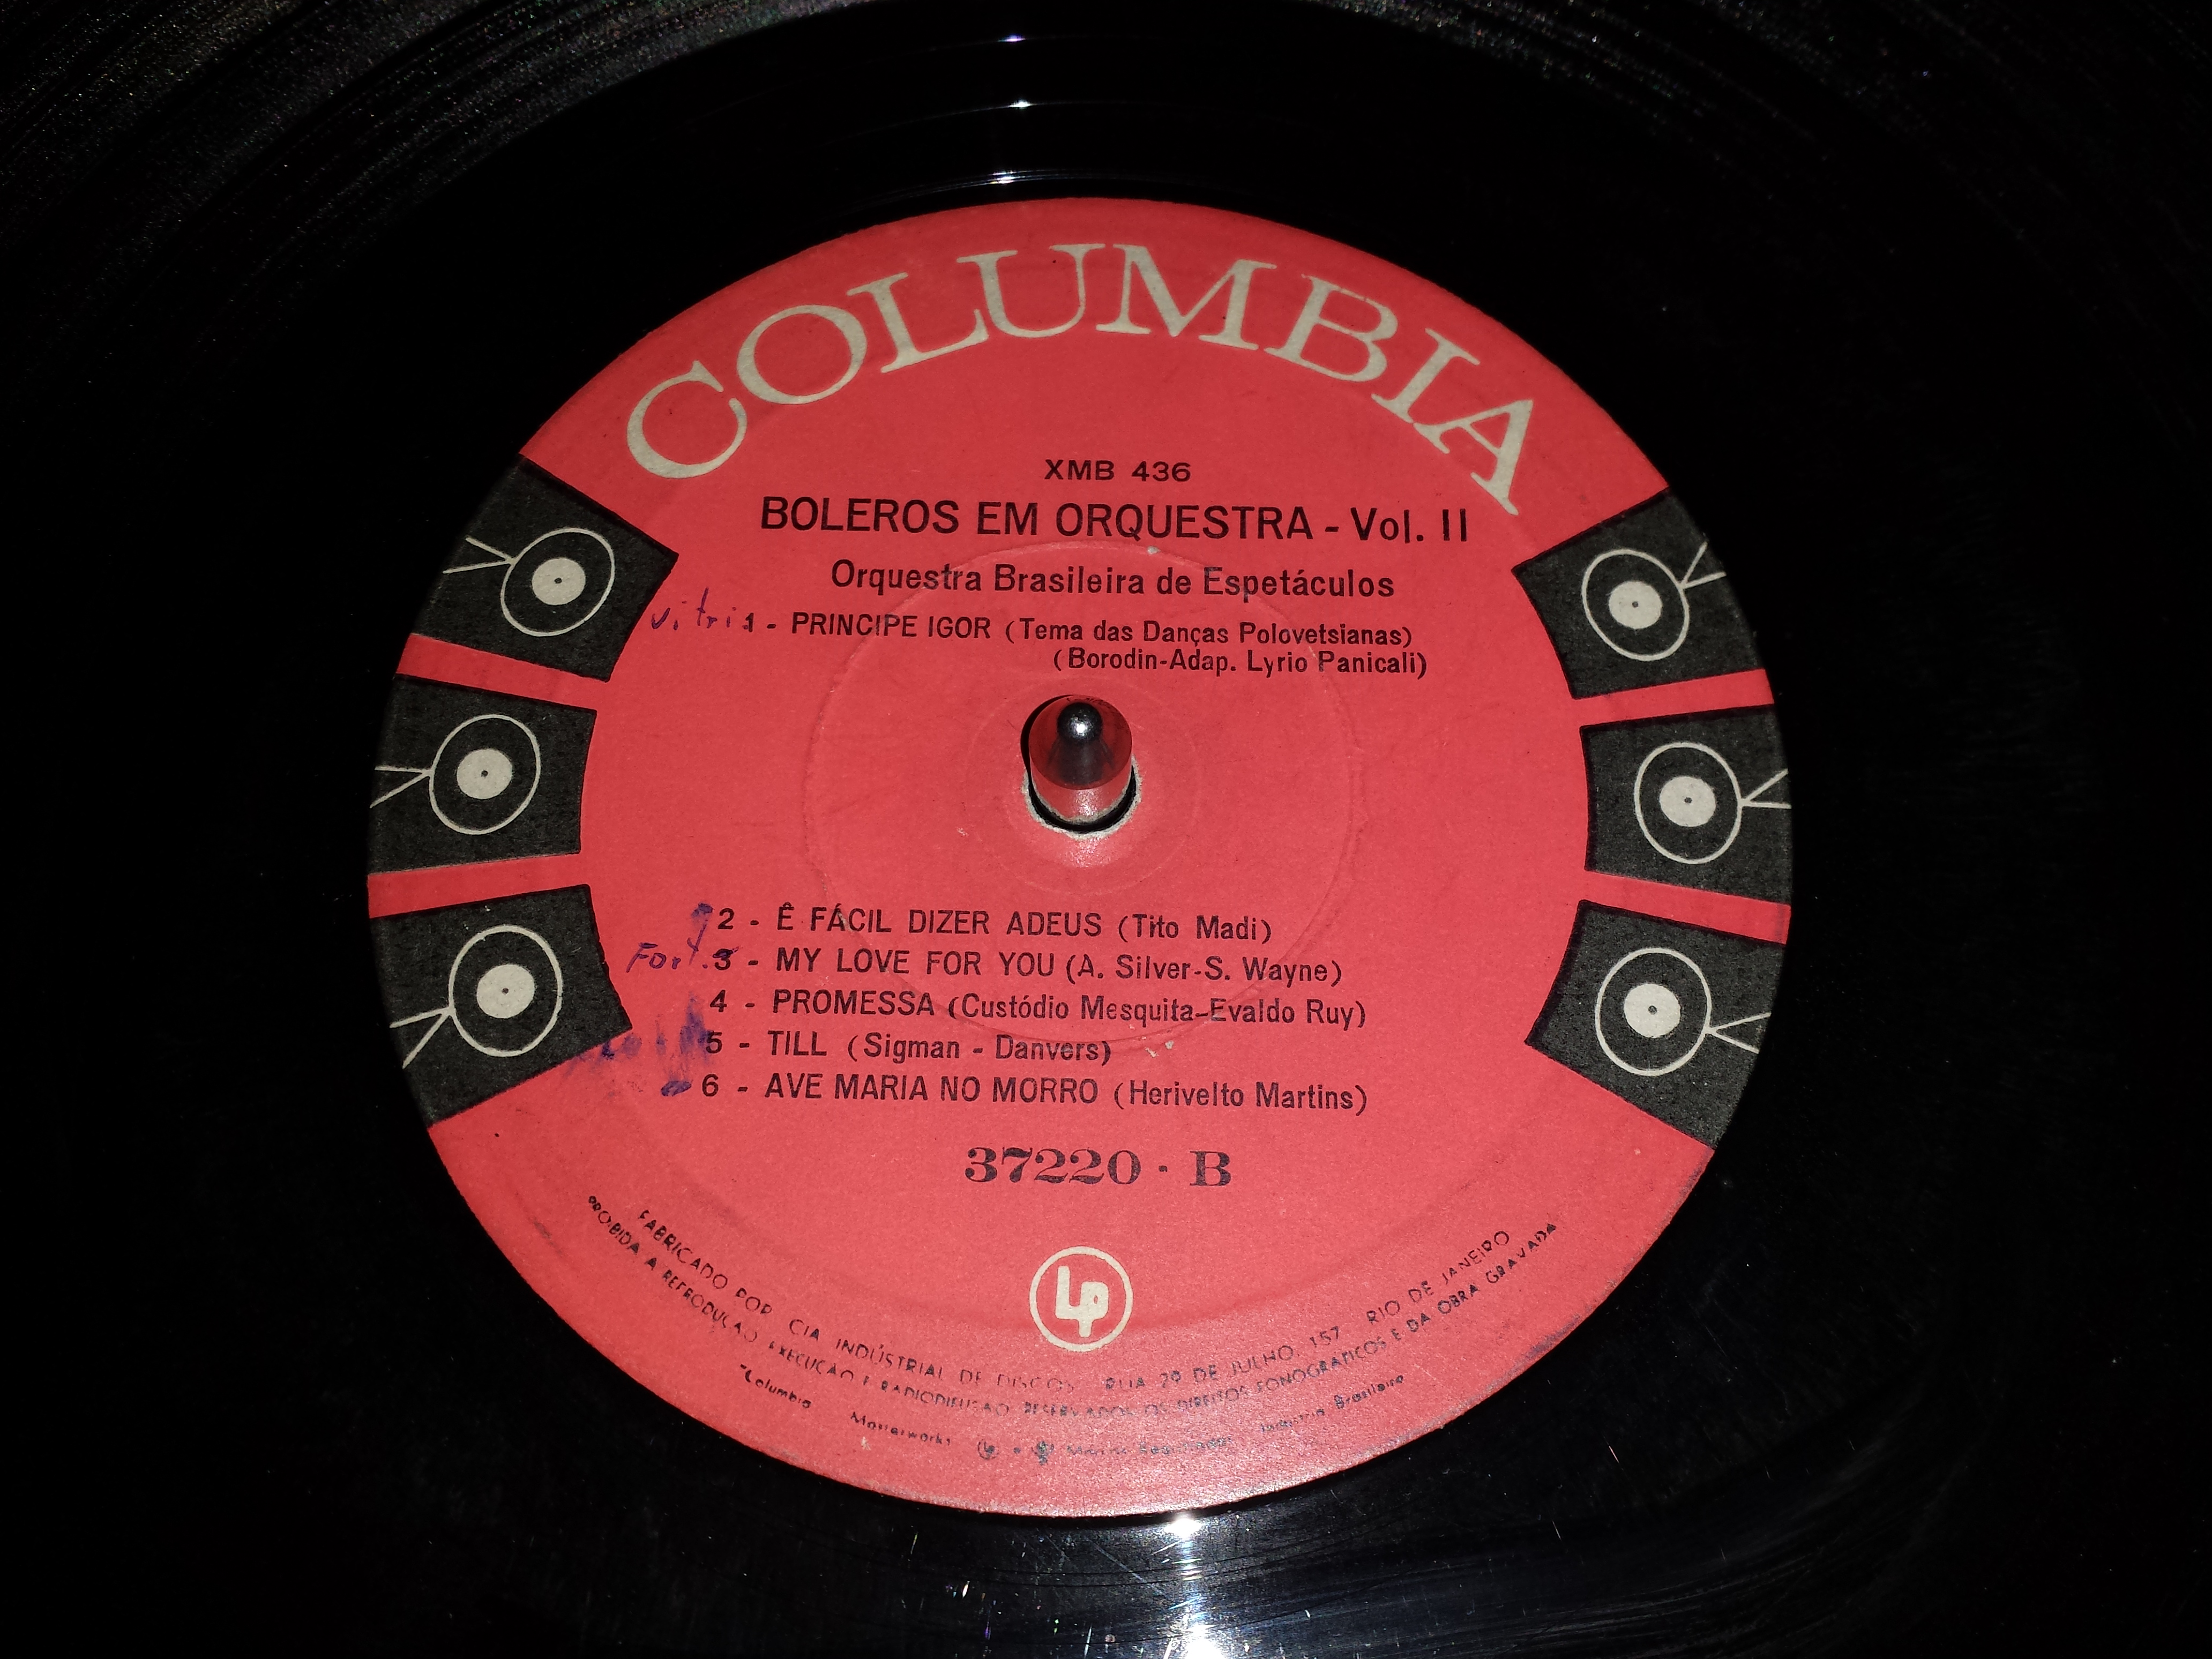 COLUMBIA
XMB 436
BOLEROS EM ORQUESTRA - Vol. II
Orquestra Brasileira de Espetáculos
1 - PRINCIPE IGOR (Tema das Danças Polovetsianas)
(Borodin-Adap. Lyrio Panicali)
2 - Ê FÁCIL DIZER ADEUS (Tito Madi)
3 - MY LOVE FOR YOU (A. Silver-S. Wayne)
4 - PROMESSA (Custódio Mesquita-Evaldo Ruy)
5 - TILL (Sigman - Danvers)
6 - AVE MARIA NO MORRO (Herivelto Martins)
37220 · B
LP
FABRICADO POR CIA INDÚSTRIAL DE DISCOS RUA 29 DE JULHO, 157 RIO DE JANEIRO
PROIBIDA A REPRODUÇÃO, EXECUÇÃO E RADIODIFUSÃO RESERVADOS OS DIREITOS FONOGRÁFICOS E DA OBRA GRAVADA
"Columbia Masterworks Industria Brasileira